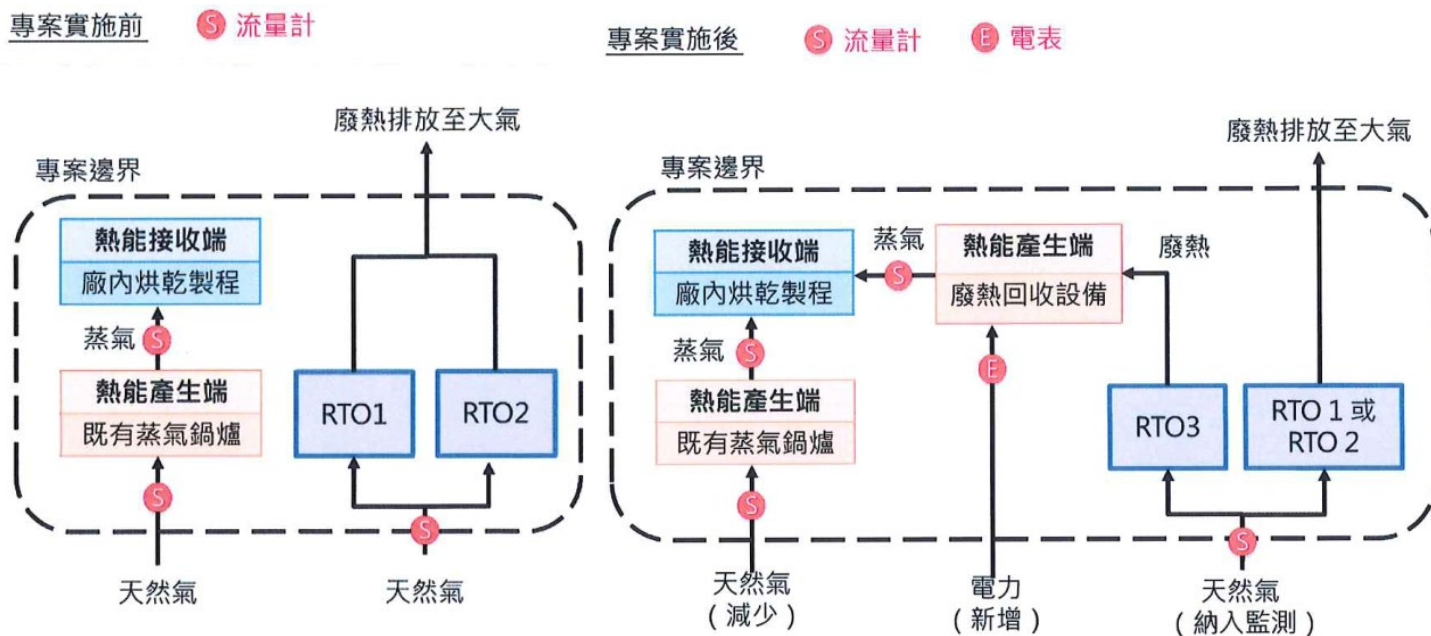 專案實施前
S 流量計
廢熱排放至大氣
專案邊界
熱能接收端
廠內烘乾製程
蒸氣
S
熱能產生端
既有蒸氣鍋爐
RTO1
RTO2
S
S
天然氣
天然氣
專案實施後
S 流量計
E 電表
廢熱排放至大氣
專案邊界
熱能接收端
廠內烘乾製程
蒸氣
S
熱能產生端
廢熱回收設備
廢熱
蒸氣
S
熱能產生端
既有蒸氣鍋爐
E
RTO3
RTO 1 或
RTO 2
S
S
天然氣
(減少)
電力
(新增)
天然氣
(納入監測)